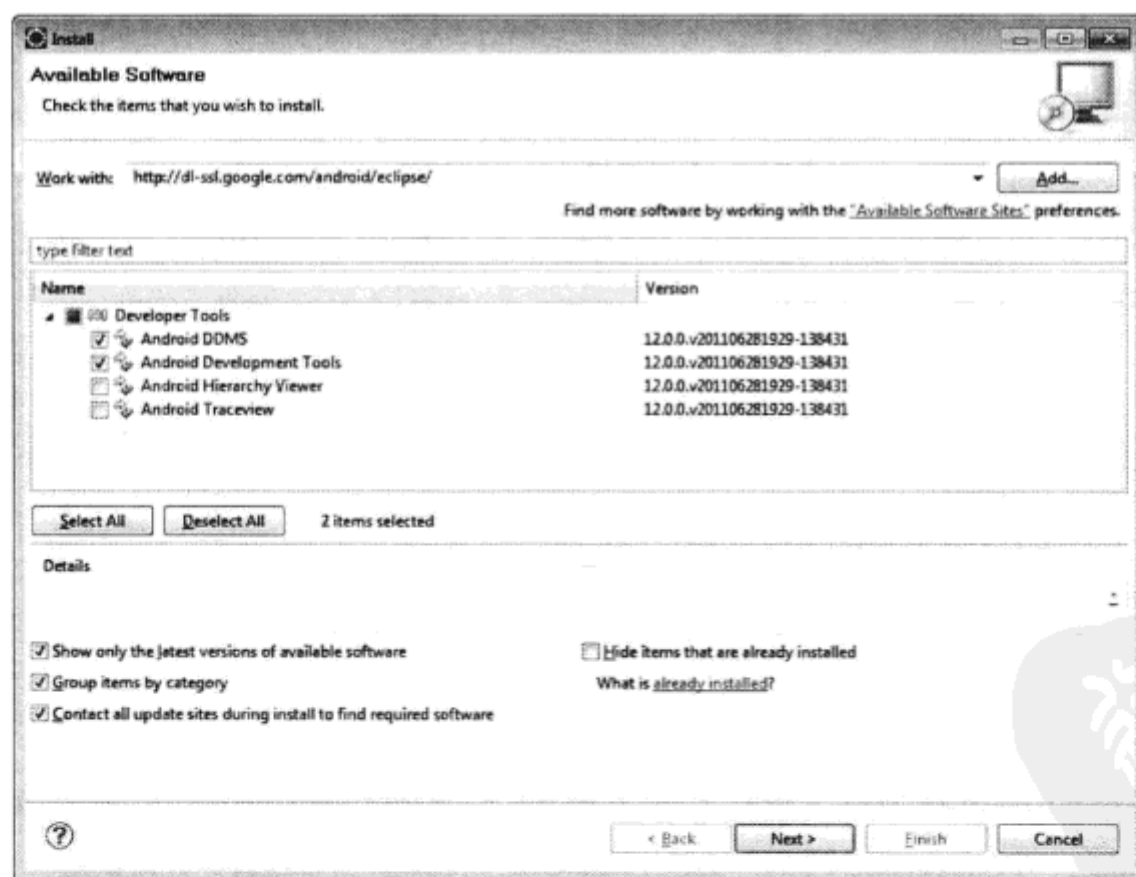 Install
Available Software
Check the items that you wish to install.
Work with: http://dl-ssl.google.com/android/eclipse/
Add...
Find more software by working with the "Available Software Sites" preferences.
type filter text
Name Version
Developer Tools
Android DDMS 12.0.0.v201106281929-138431
Android Development Tools 12.0.0.v201106281929-138431
Android Hierarchy Viewer 12.0.0.v201106281929-138431
Android Traceview 12.0.0.v201106281929-138431
Select All Deselect All 2 items selected
Details
Show only the latest versions of available software Hide items that are already installed
Group items by category What is already installed?
Contact all update sites during install to find required software
? < Back Next > Finish Cancel